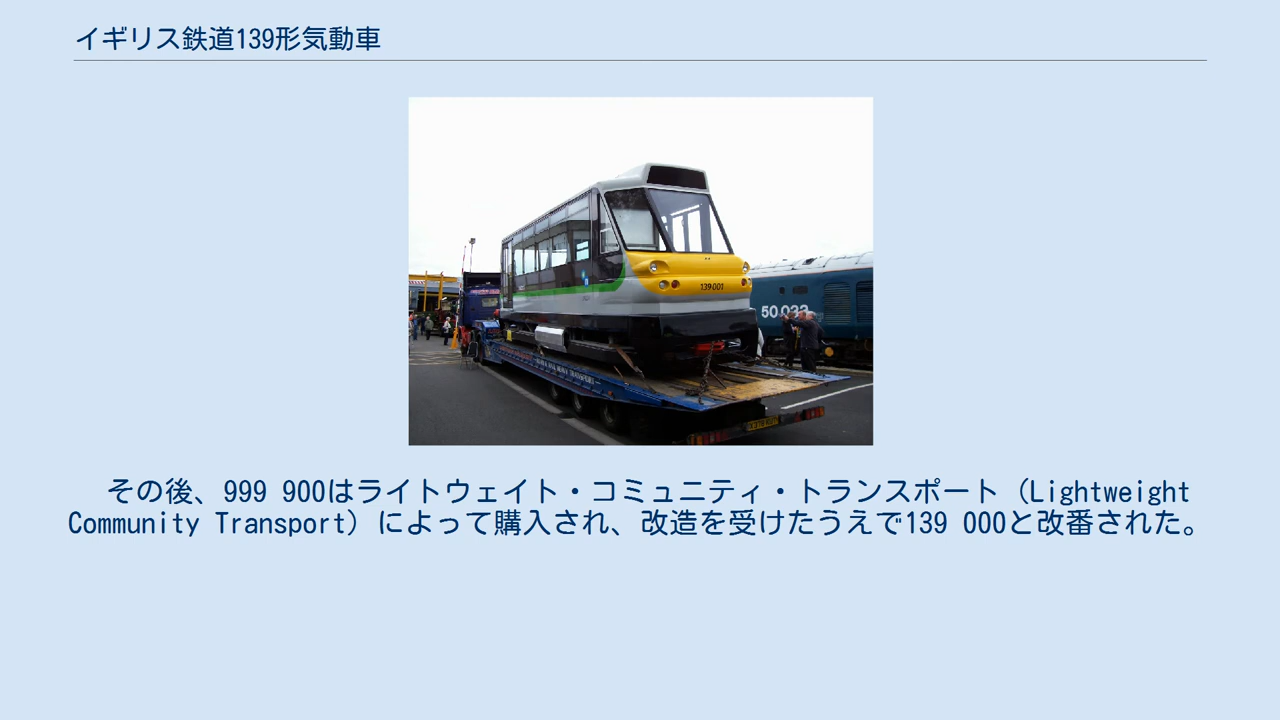 イギリス鉄道139形気動車
139001
50 033
その後、999 900はライトウェイト・コミュニティ・トランスポート（Lightweight
Community Transport）によって購入され、改造を受けたうえで139 000と改番された。